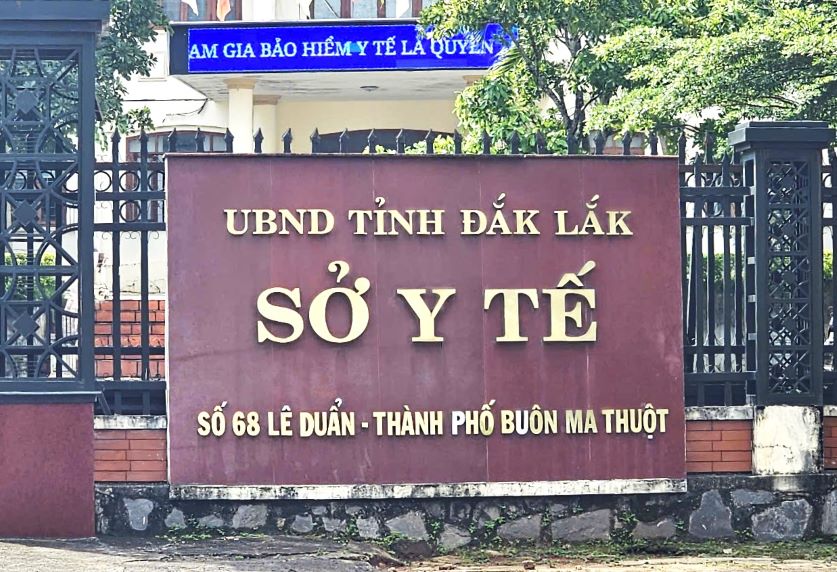 AM GIA BẢO HIỂM Y TẾ LÀ QUYỀN
UBND TỈNH ĐẮK LẮK
SỞ Y TẾ
SỐ 68 LÊ DUẨN - THÀNH PHỐ BUÔN MA THUỘT